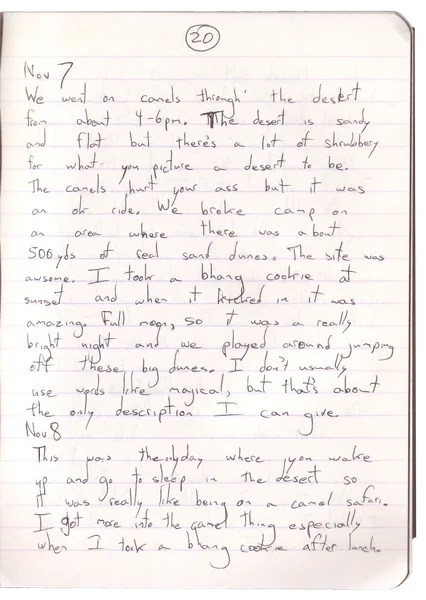 20
Nov 7
We went on camels through the desert
from about 4-6pm. The desert is sandy
and flat but there's a lot of shrubbery
for what you picture a desert to be.
The camels hurt your ass but it was
an ok ride. We broke camp on
an area where there was about
500 yds of real sand dunes. The site was
awsome. I took a bhang cookie at
sunset and when it kicked in it was
amazing. Full moon, so it was a really
bright night and we played around jumping
off these big dunes. I don't usually
use words like magical, but that's about
the only description I can give
Nov 8
This was the only day where you wake
up and go to sleep in the desert so
it was really like being on a camel safari.
I got more into the camel thing especially
when I took a bhang cookie after lunch.